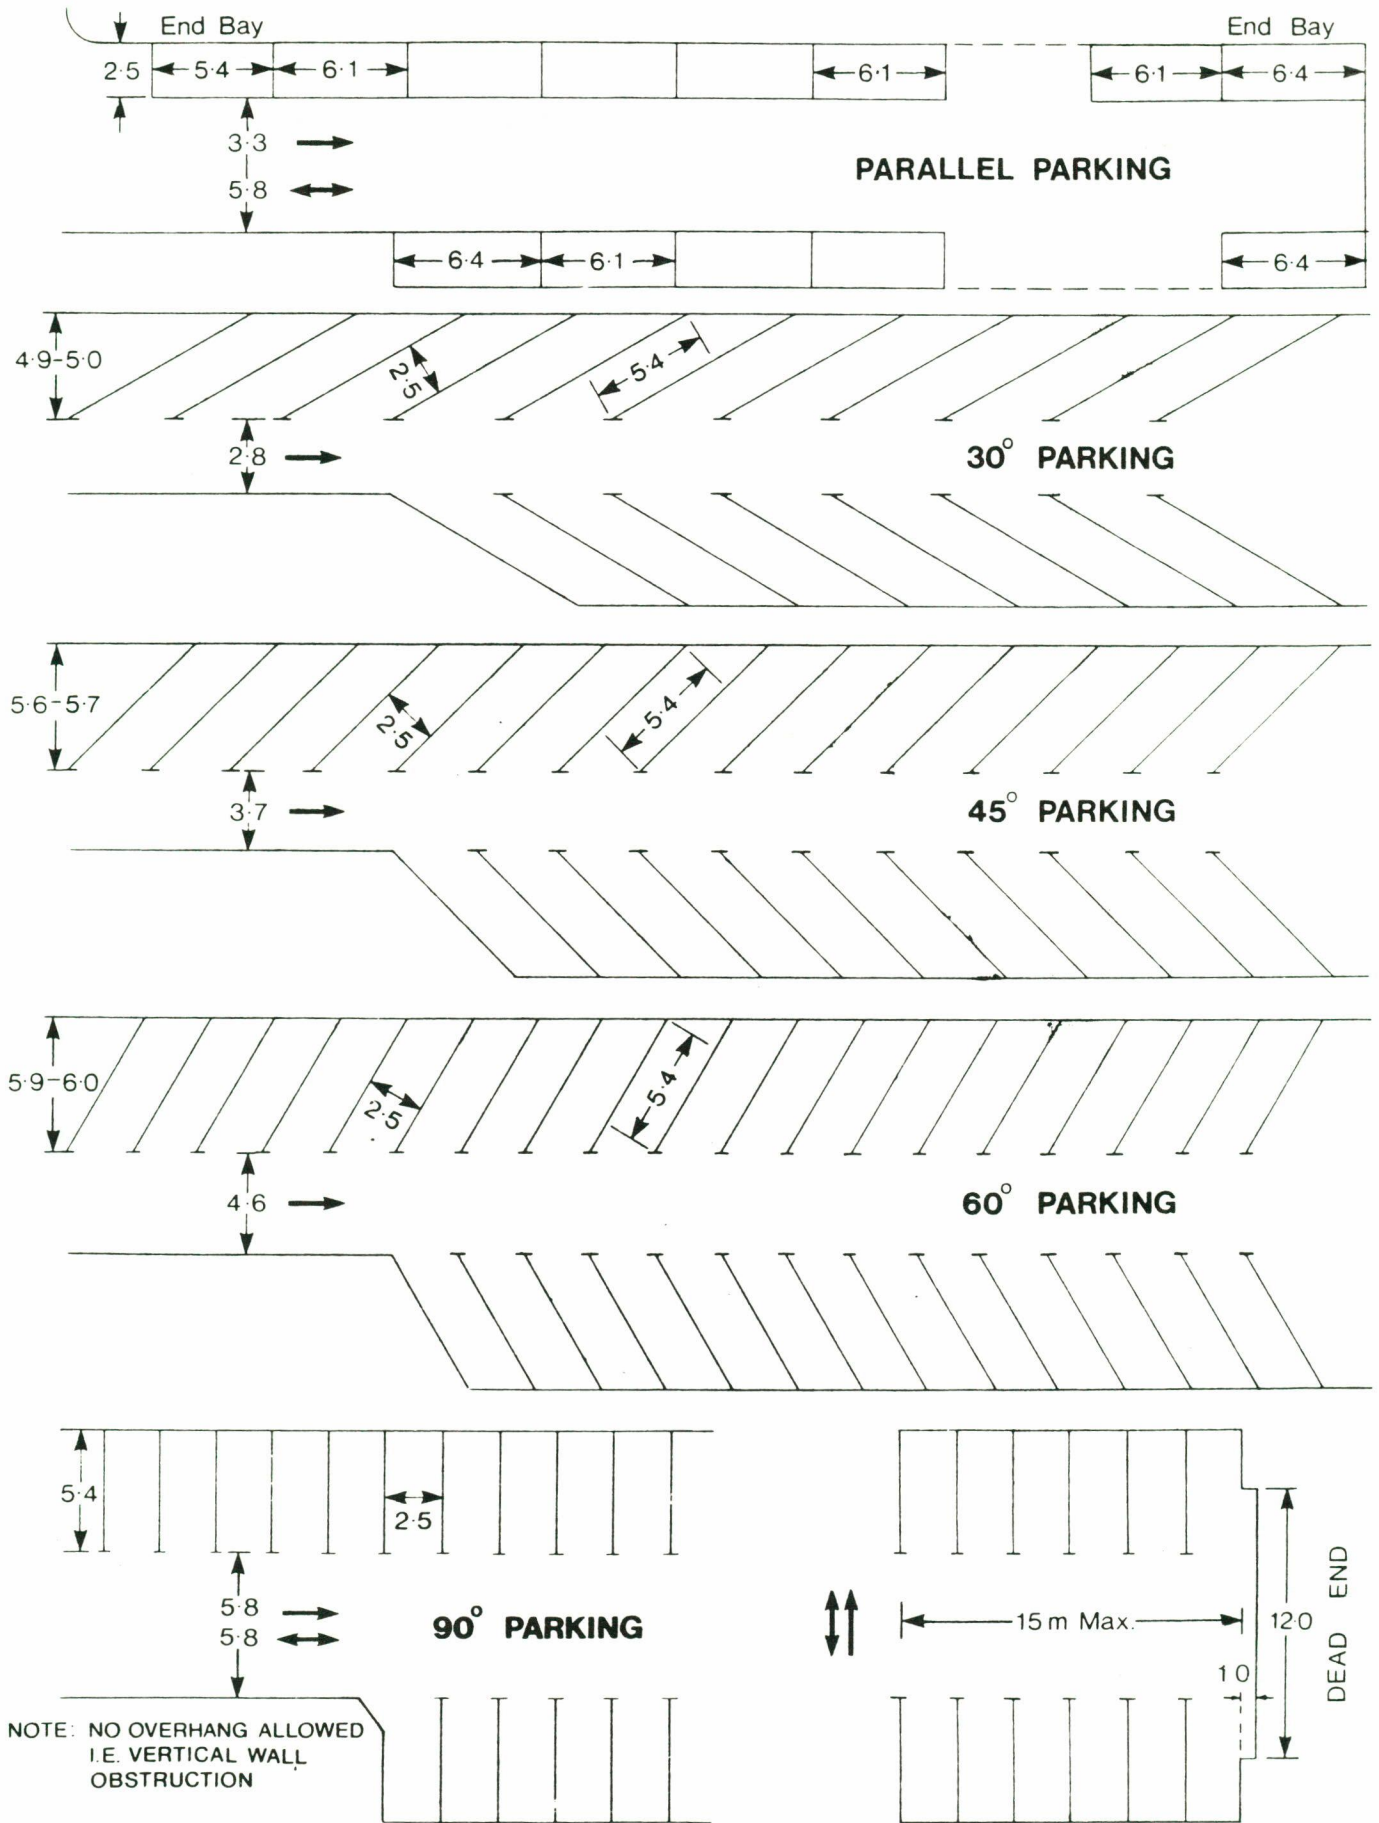 End Bay
End Bay
2·5
5·4
6·1
6·1
6·1
6·4
3·3
5·8
PARALLEL PARKING
6·4
6·1
6·4
4·9-5·0
2·5
5·4
2·8
30° PARKING
5·6-5·7
2·5
5·4
3·7
45° PARKING
5·9-6·0
2·5
5·4
4·6
60° PARKING
5·4
2·5
5·8
5·8
90° PARKING
15m Max.
12·0
1·0
DEAD END
NOTE: NO OVERHANG ALLOWED
I.E. VERTICAL WALL
OBSTRUCTION